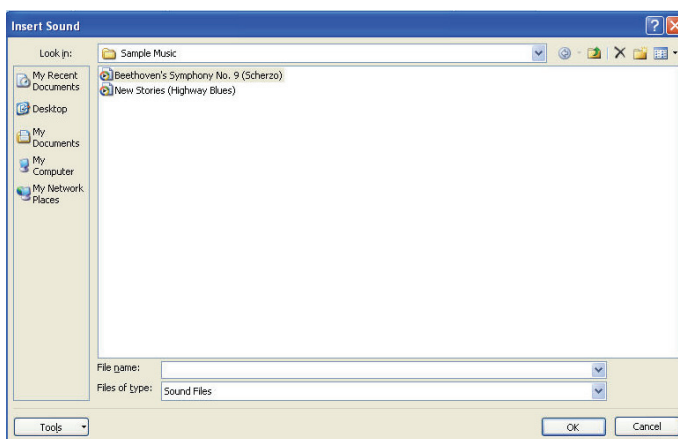 Insert Sound
Look in:
Sample Music
My Recent
Documents
Desktop
My
Documents
My
Computer
My Network
Places
Beethoven's Symphony No. 9 (Scherzo)
New Stories (Highway Blues)
File name:
Files of type:
Sound Files
Tools
OK
Cancel